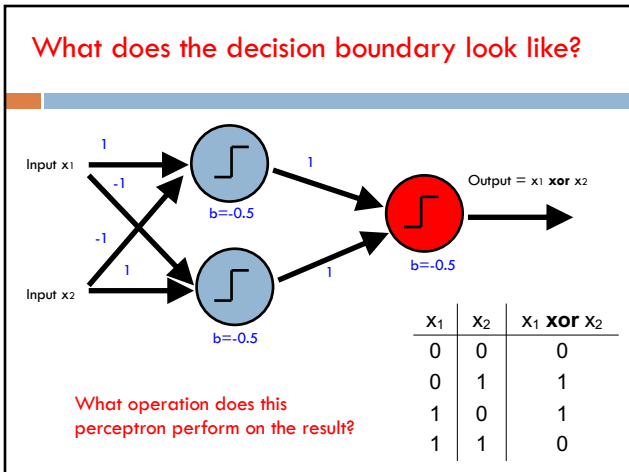 What does the decision boundary look like?
1
Input x1
-1
-1
1
Input x2
b=-0.5
b=-0.5
1
1
b=-0.5
Output = x1 xor x2
x1 x2 x1 xor x2
0 0 0
0 1 1
1 0 1
1 1 0
What operation does this
perceptron perform on the result?